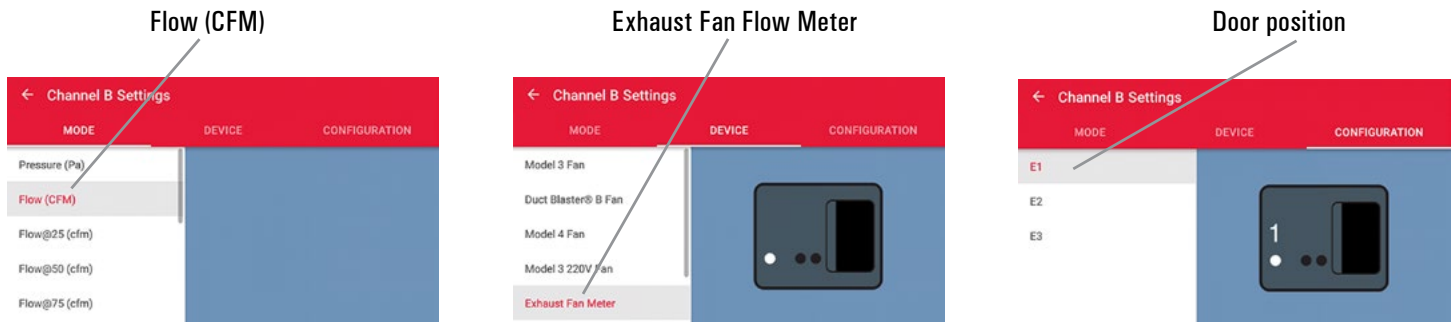 Flow (CFM)
← Channel B Settings
MODE DEVICE CONFIGURATION
Pressure (Pa)
Flow (CFM)
Flow@25 (cfm)
Flow@50 (cfm)
Flow@75 (cfm)
Exhaust Fan Flow Meter
← Channel B Settings
MODE DEVICE CONFIGURATION
Model 3 Fan
Duct Blaster® B Fan
Model 4 Fan
Model 3 220V Fan
Exhaust Fan Meter
Door position
← Channel B Settings
MODE DEVICE CONFIGURATION
E1
E2
E3
1